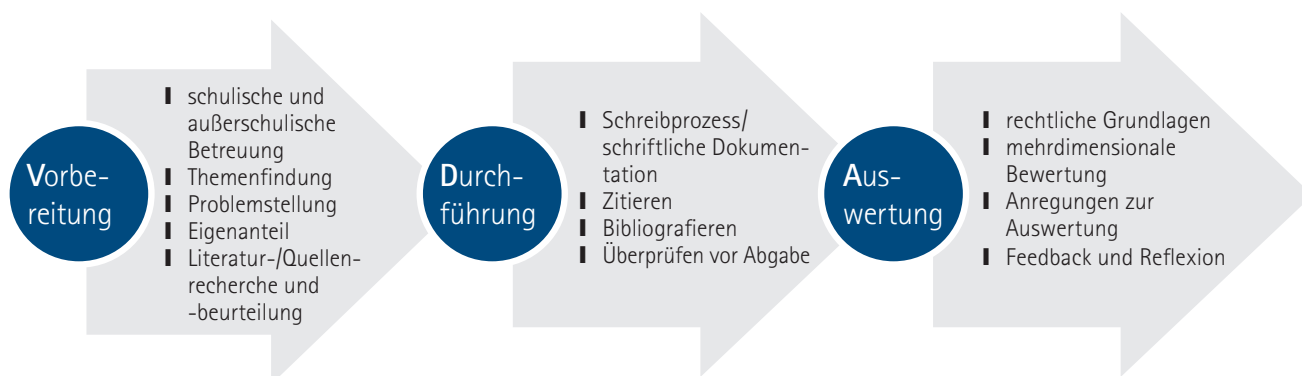 Vorbe-
reitung
schulische und
außerschulische
Betreuung
Themenfindung
Problemstellung
Eigenanteil
Literatur-/Quellen-
recherche und
-beurteilung
Durch-
führung
Schreibprozess/
schriftliche Dokumen-
tation
Zitieren
Bibliografieren
Überprüfen vor Abgabe
Aus-
wertung
rechtliche Grundlagen
mehrdimensionale
Bewertung
Anregungen zur
Auswertung
Feedback und Reflexion